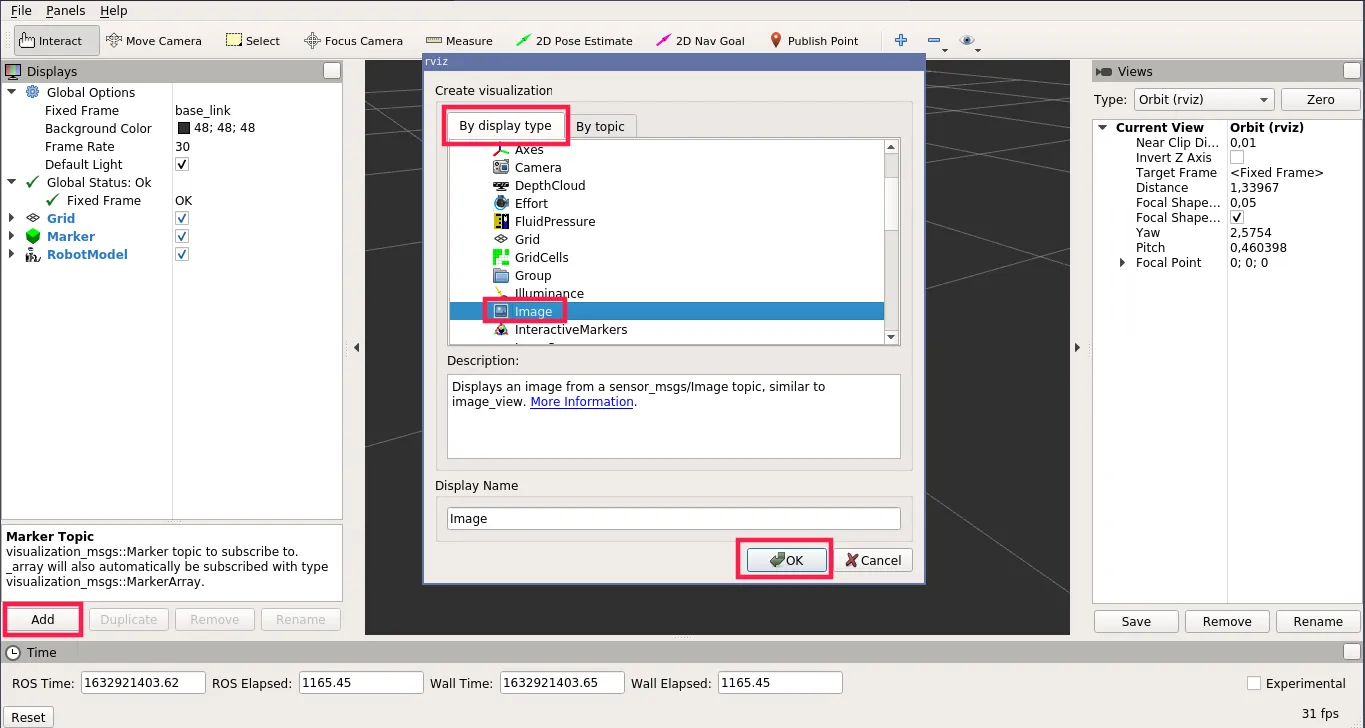 File Panels Help
Interact Move Camera Select Focus Camera Measure 2D Pose Estimate 2D Nav Goal Publish Point
Displays
Global Options
Fixed Frame base_link
Background Color 48; 48; 48
Frame Rate 30
Default Light
Global Status: Ok
Fixed Frame OK
Grid
Marker
RobotModel
Marker Topic
visualization_msgs::Marker topic to subscribe to.
_array will also automatically be subscribed with type
visualization_msgs::MarkerArray.
Add Duplicate Remove Rename
rviz
Create visualization
By display type By topic
Axes
Camera
DepthCloud
Effort
FluidPressure
Grid
GridCells
Group
Illuminance
Image
InteractiveMarkers
Description:
Displays an image from a sensor_msgs/Image topic, similar to
image_view. More Information.
Display Name
Image
OK Cancel
Views
Type: Orbit (rviz) Zero
Current View Orbit (rviz)
Near Clip Di... 0,01
Invert Z Axis
Target Frame <Fixed Frame>
Distance 1,33967
Focal Shape... 0,05
Focal Shape...
Yaw 2,5754
Pitch 0,460398
Focal Point 0; 0; 0
Save Remove Rename
Time
ROS Time: 1632921403.62 ROS Elapsed: 1165.45 Wall Time: 1632921403.65 Wall Elapsed: 1165.45 Experimental
Reset 31 fps